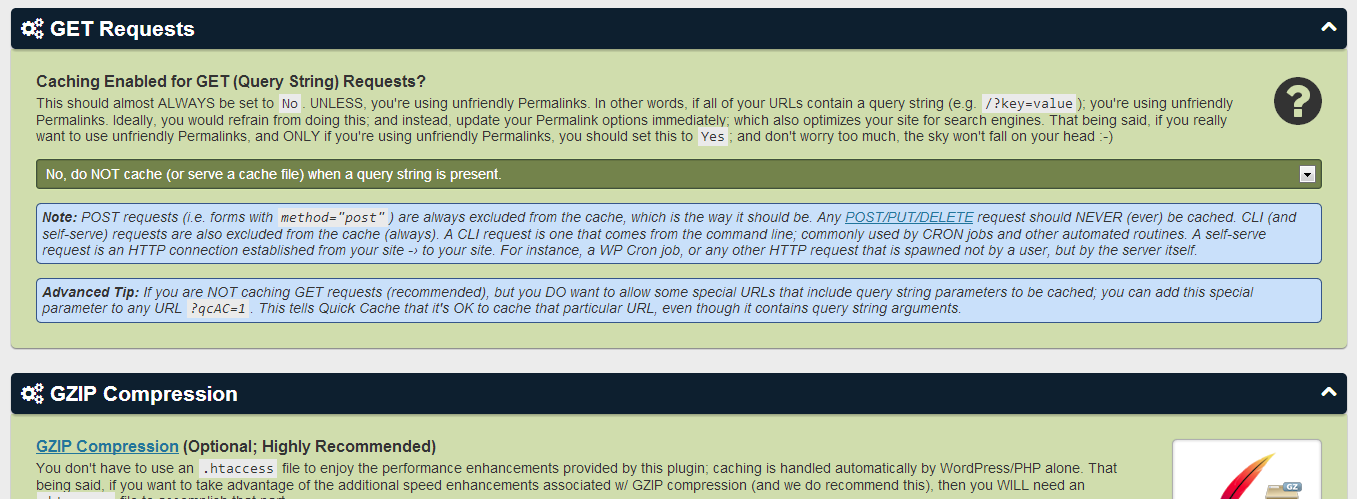 GET Requests
Caching Enabled for GET (Query String) Requests?
This should almost ALWAYS be set to No. UNLESS, you're using unfriendly Permalinks. In other words, if all of your URLs contain a query string (e.g. /?key=value); you're using unfriendly
Permalinks. Ideally, you would refrain from doing this; and instead, update your Permalink options immediately; which also optimizes your site for search engines. That being said, if you really
want to use unfriendly Permalinks, and ONLY if you're using unfriendly Permalinks, you should set this to Yes; and don't worry too much, the sky won't fall on your head :-)
No, do NOT cache (or serve a cache file) when a query string is present.
Note: POST requests (i.e. forms with method="post") are always excluded from the cache, which is the way it should be. Any POST/PUT/DELETE request should NEVER (ever) be cached. CLI (and
self-serve) requests are also excluded from the cache (always). A CLI request is one that comes from the command line; commonly used by CRON jobs and other automated routines. A self-serve
request is an HTTP connection established from your site -› to your site. For instance, a WP Cron job, or any other HTTP request that is spawned not by a user, but by the server itself.
Advanced Tip: If you are NOT caching GET requests (recommended), but you DO want to allow some special URLs that include query string parameters to be cached; you can add this special
parameter to any URL ?qcAC=1. This tells Quick Cache that it's OK to cache that particular URL, even though it contains query string arguments.
GZIP Compression
GZIP Compression (Optional; Highly Recommended)
You don't have to use an .htaccess file to enjoy the performance enhancements provided by this plugin; caching is handled automatically by WordPress/PHP alone. That
being said, if you want to take advantage of the additional speed enhancements associated w/ GZIP compression (and we do recommend this), then you WILL need an
GZ